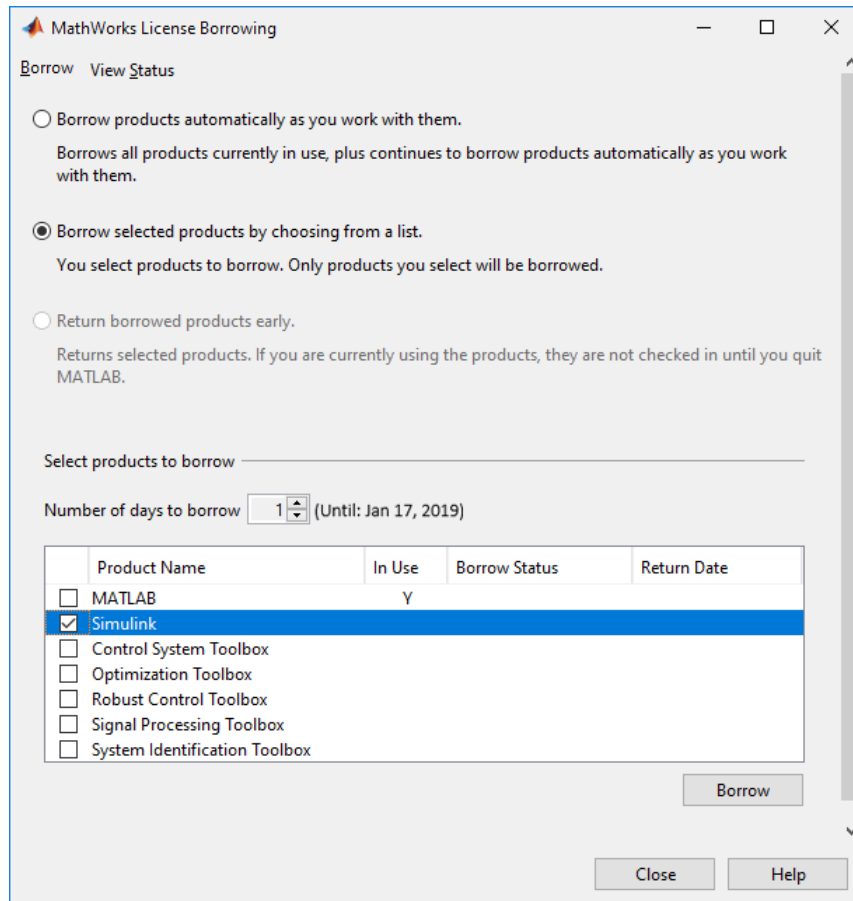 MathWorks License Borrowing
Borrow View Status
Borrow products automatically as you work with them.
Borrows all products currently in use, plus continues to borrow products automatically as you work
with them.
Borrow selected products by choosing from a list.
You select products to borrow. Only products you select will be borrowed.
Return borrowed products early.
Returns selected products. If you are currently using the products, they are not checked in until you quit
MATLAB.
Select products to borrow
Number of days to borrow 1 (Until: Jan 17, 2019)
Product Name In Use Borrow Status Return Date
MATLAB Y
Simulink
Control System Toolbox
Optimization Toolbox
Robust Control Toolbox
Signal Processing Toolbox
System Identification Toolbox
Borrow
Close Help